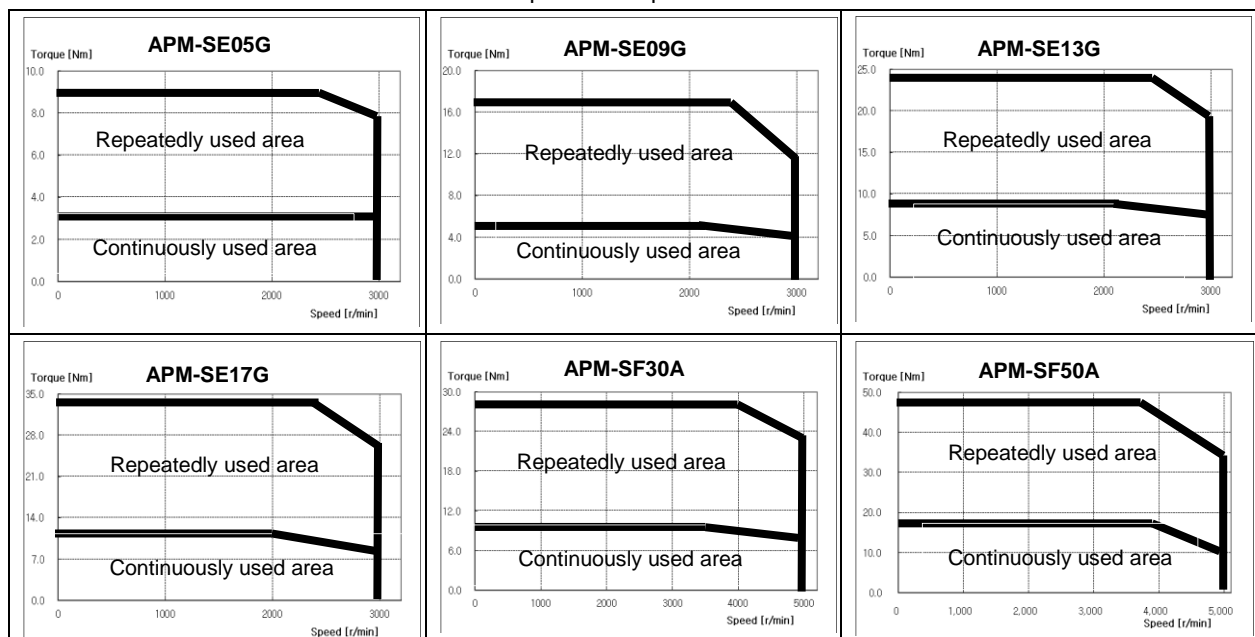 APM-SE05G
Torque [Nm]
10.0
8.0
Repeatedly used area
6.0
4.0
Continuously used area
2.0
0.0
0 1000 2000 3000
Speed [r/min]
APM-SE09G
Torque [Nm]
20.0
16.0
Repeatedly used area
12.0
8.0
4.0
Continuously used area
0.0
0 1000 2000 3000
Speed [r/min]
APM-SE13G
Torque [Nm]
25.0
20.0
Repeatedly used area
15.0
10.0
Continuously used area
5.0
0.0
0 1000 2000 3000
Speed [r/min]
APM-SE17G
Torque [Nm]
35.0
28.0
Repeatedly used area
21.0
14.0
7.0
Continuously used area
0.0
0 1000 2000 3000
Speed [r/min]
APM-SF30A
Torque [Nm]
30.0
24.0
Repeatedly used area
18.0
12.0
6.0
Continuously used area
0.0
0 1000 2000 3000 4000 5000
Speed [r/min]
APM-SF50A
Torque [Nm]
50.0
40.0
Repeatedly used area
30.0
20.0
10.0
Continuously used area
0.0
0 1,000 2,000 3,000 4,000 5,000
Speed [r/min]